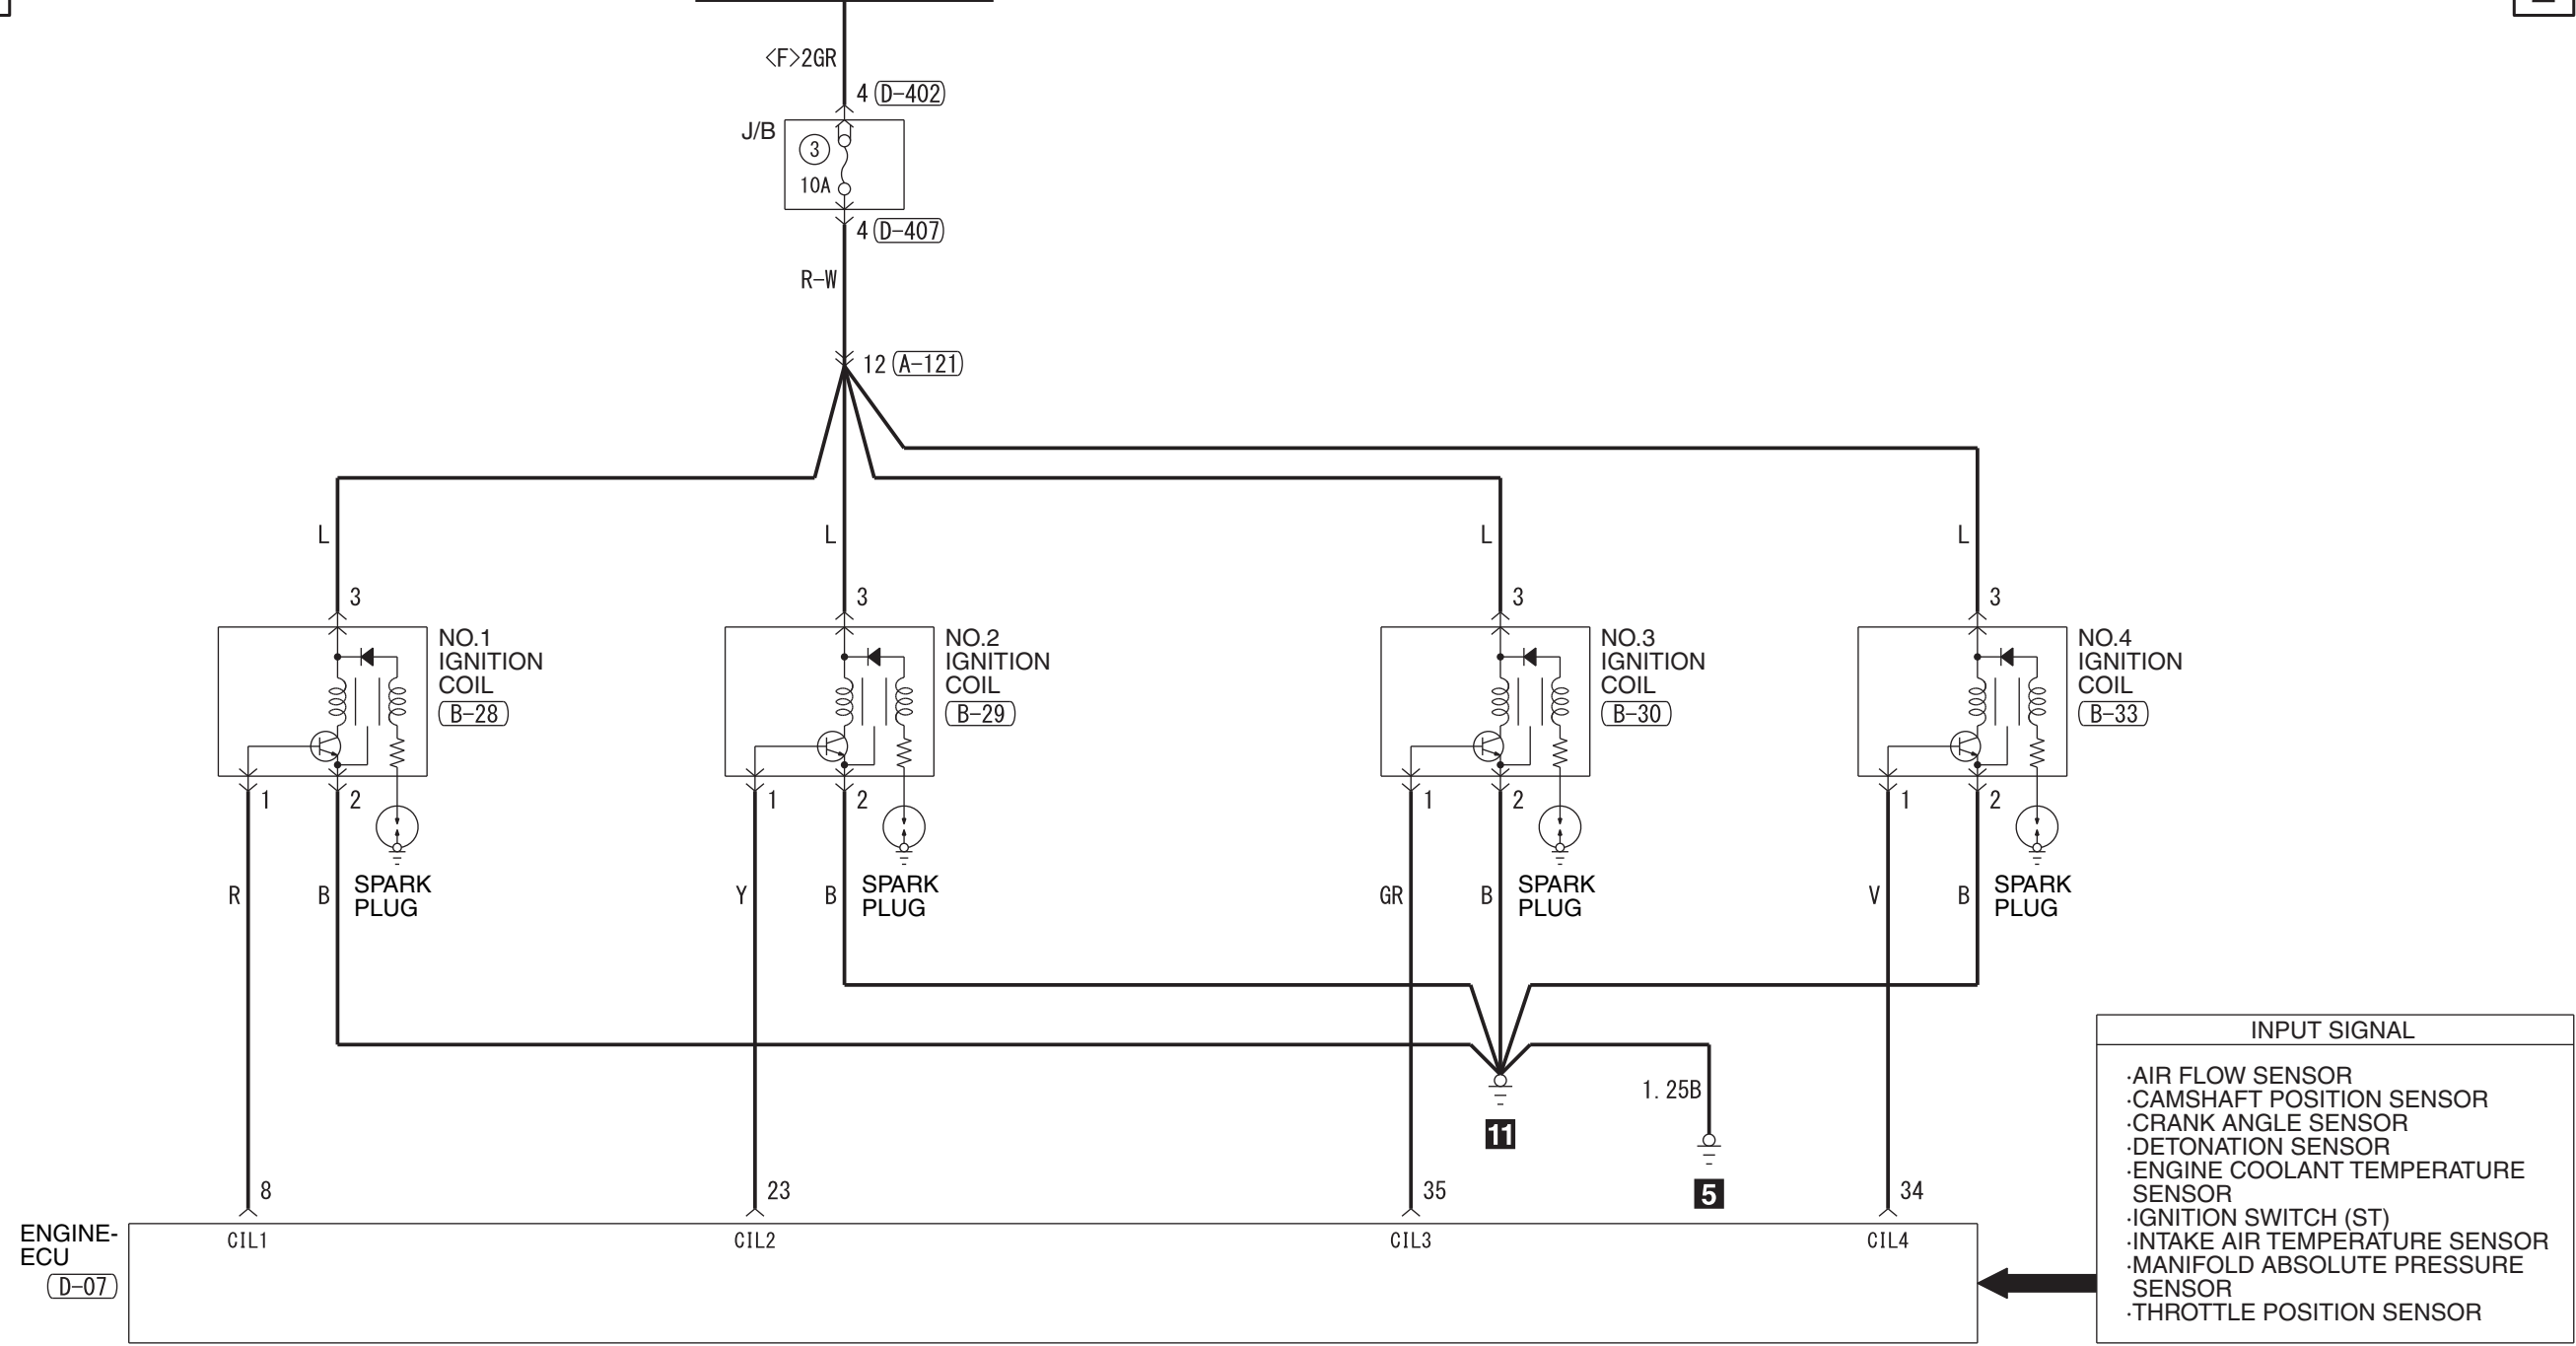 <F>2GR
4 D-402
J/B
3
10A
4 D-407
R-W
12 A-121
L L L L
3 3 3 3
NO.1
IGNITION
COIL
B-28
NO.2
IGNITION
COIL
B-29
NO.3
IGNITION
COIL
B-30
NO.4
IGNITION
COIL
B-33
1 2 1 2 1 2 1 2
R B SPARK
PLUG
Y B SPARK
PLUG
GR B SPARK
PLUG
V B SPARK
PLUG
1.25B
11
5
8 23 35 34
ENGINE-
ECU
D-07
CIL1 CIL2 CIL3 CIL4
INPUT SIGNAL
·AIR FLOW SENSOR
·CAMSHAFT POSITION SENSOR
·CRANK ANGLE SENSOR
·DETONATION SENSOR
·ENGINE COOLANT TEMPERATURE
SENSOR
·IGNITION SWITCH (ST)
·INTAKE AIR TEMPERATURE SENSOR
·MANIFOLD ABSOLUTE PRESSURE
SENSOR
·THROTTLE POSITION SENSOR